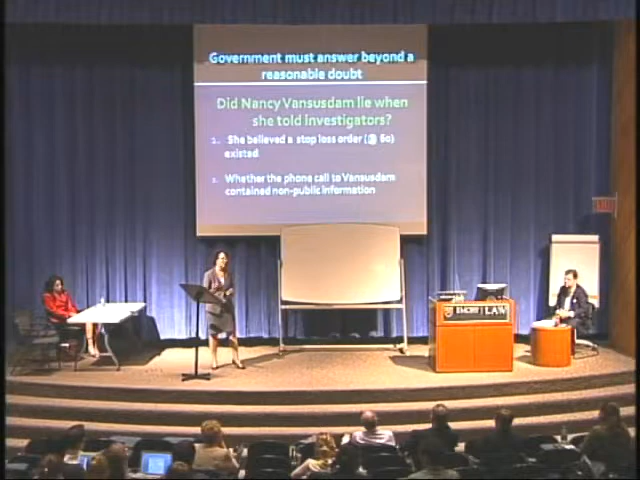 Government must answer beyond a
reasonable doubt
Did Nancy Vansusdam lie when
she told investigators?
She believed a stop loss order (@ 60)
existed
Whether the phone call to Vansusdam
contained non-public information
EMORY LAW